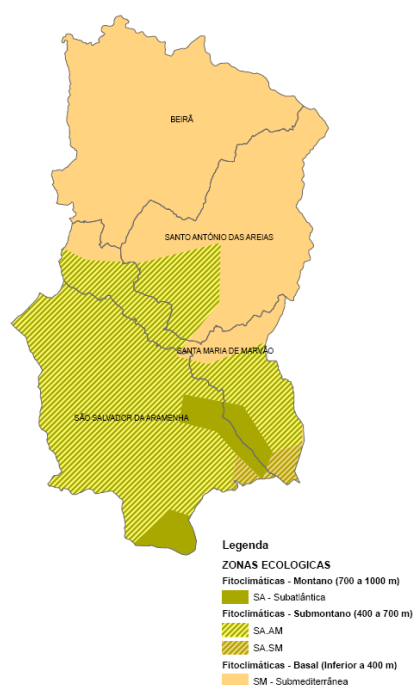 BEIRÃ
SANTO ANTÓNIO DAS AREIAS
SANTA MARIA DE MARVÃO
SÃO SALVADOR DA ARAMENHA
Legenda
ZONAS ECOLOGICAS
Fitoclimáticas - Montano (700 a 1000 m)
SA - Subatlântica
Fitoclimáticas - Submontano (400 a 700 m)
SA.AM
SA.SM
Fitoclimáticas - Basal (Inferior a 400 m)
SM - Submediterrânea